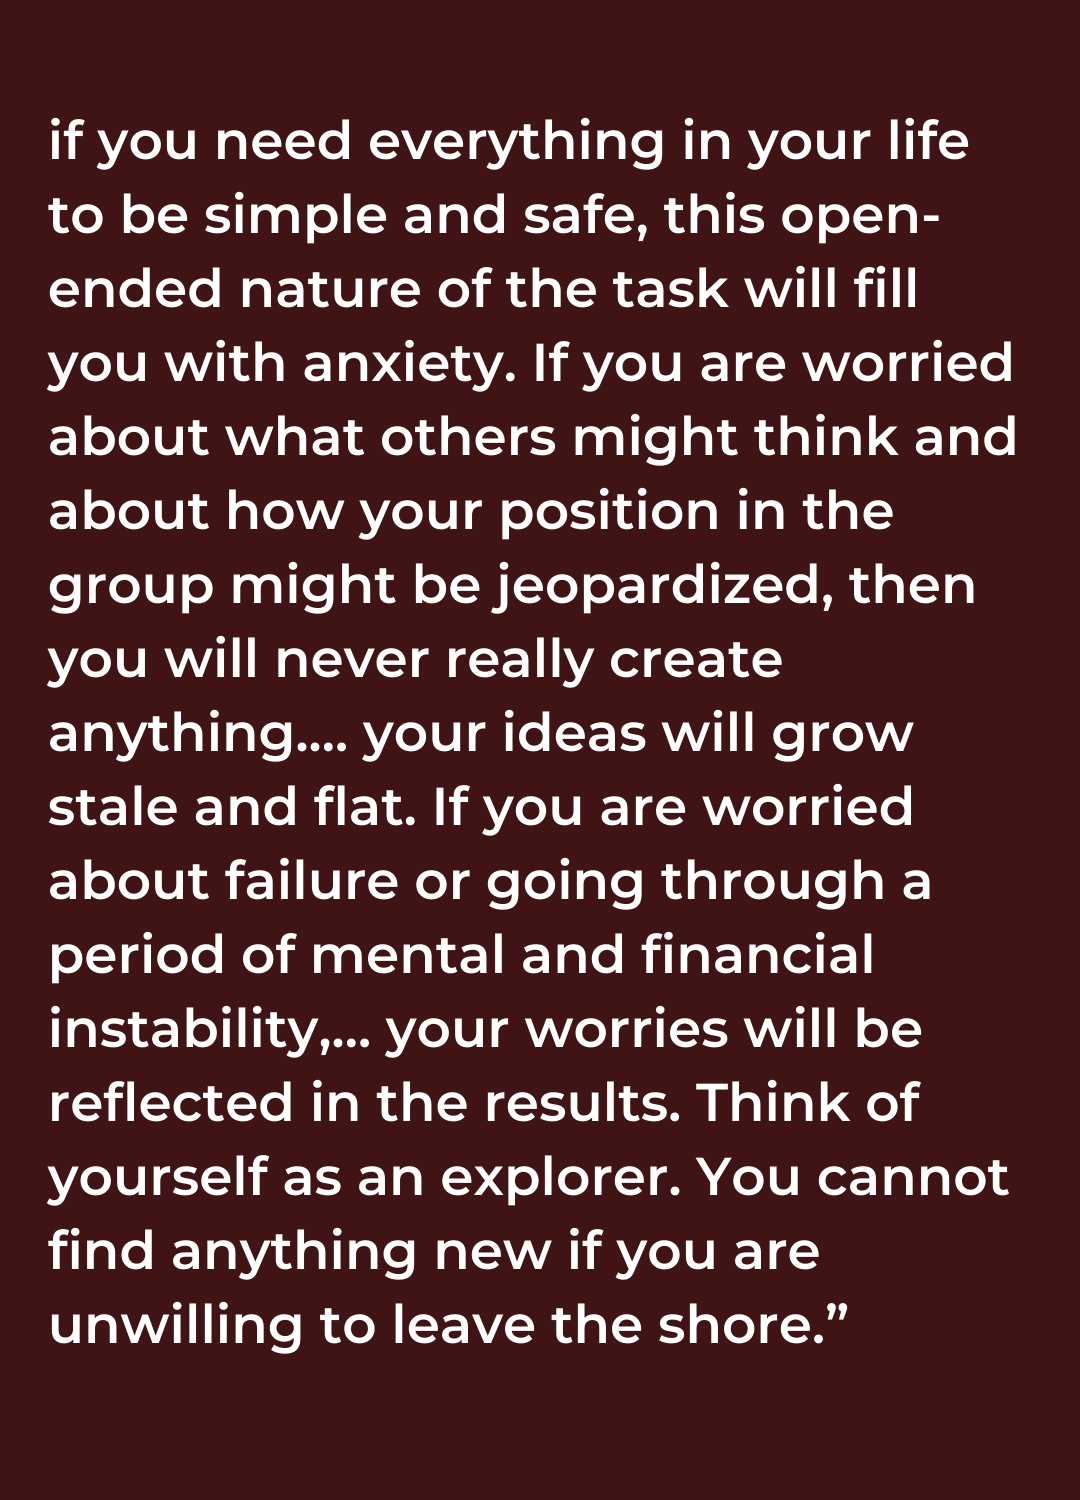 if you need everything in your life
to be simple and safe, this open-
ended nature of the task will fill
you with anxiety. If you are worried
about what others might think and
about how your position in the
group might be jeopardized, then
you will never really create
anything.... your ideas will grow
stale and flat. If you are worried
about failure or going through a
period of mental and financial
instability,... your worries will be
reflected in the results. Think of
yourself as an explorer. You cannot
find anything new if you are
unwilling to leave the shore.”